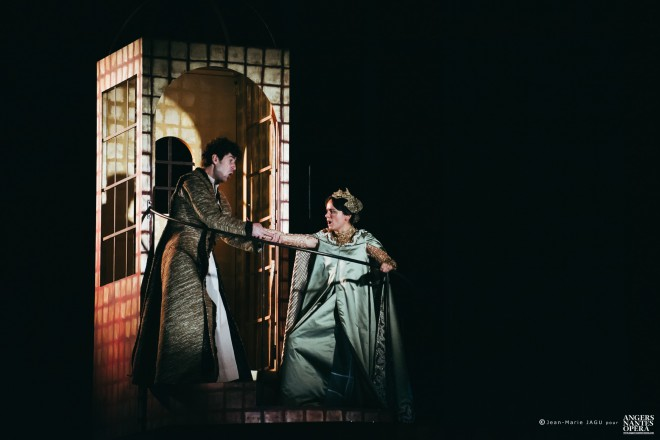 © Jean-Marie JAGU pour
ANGERS
NANTES
OPERA